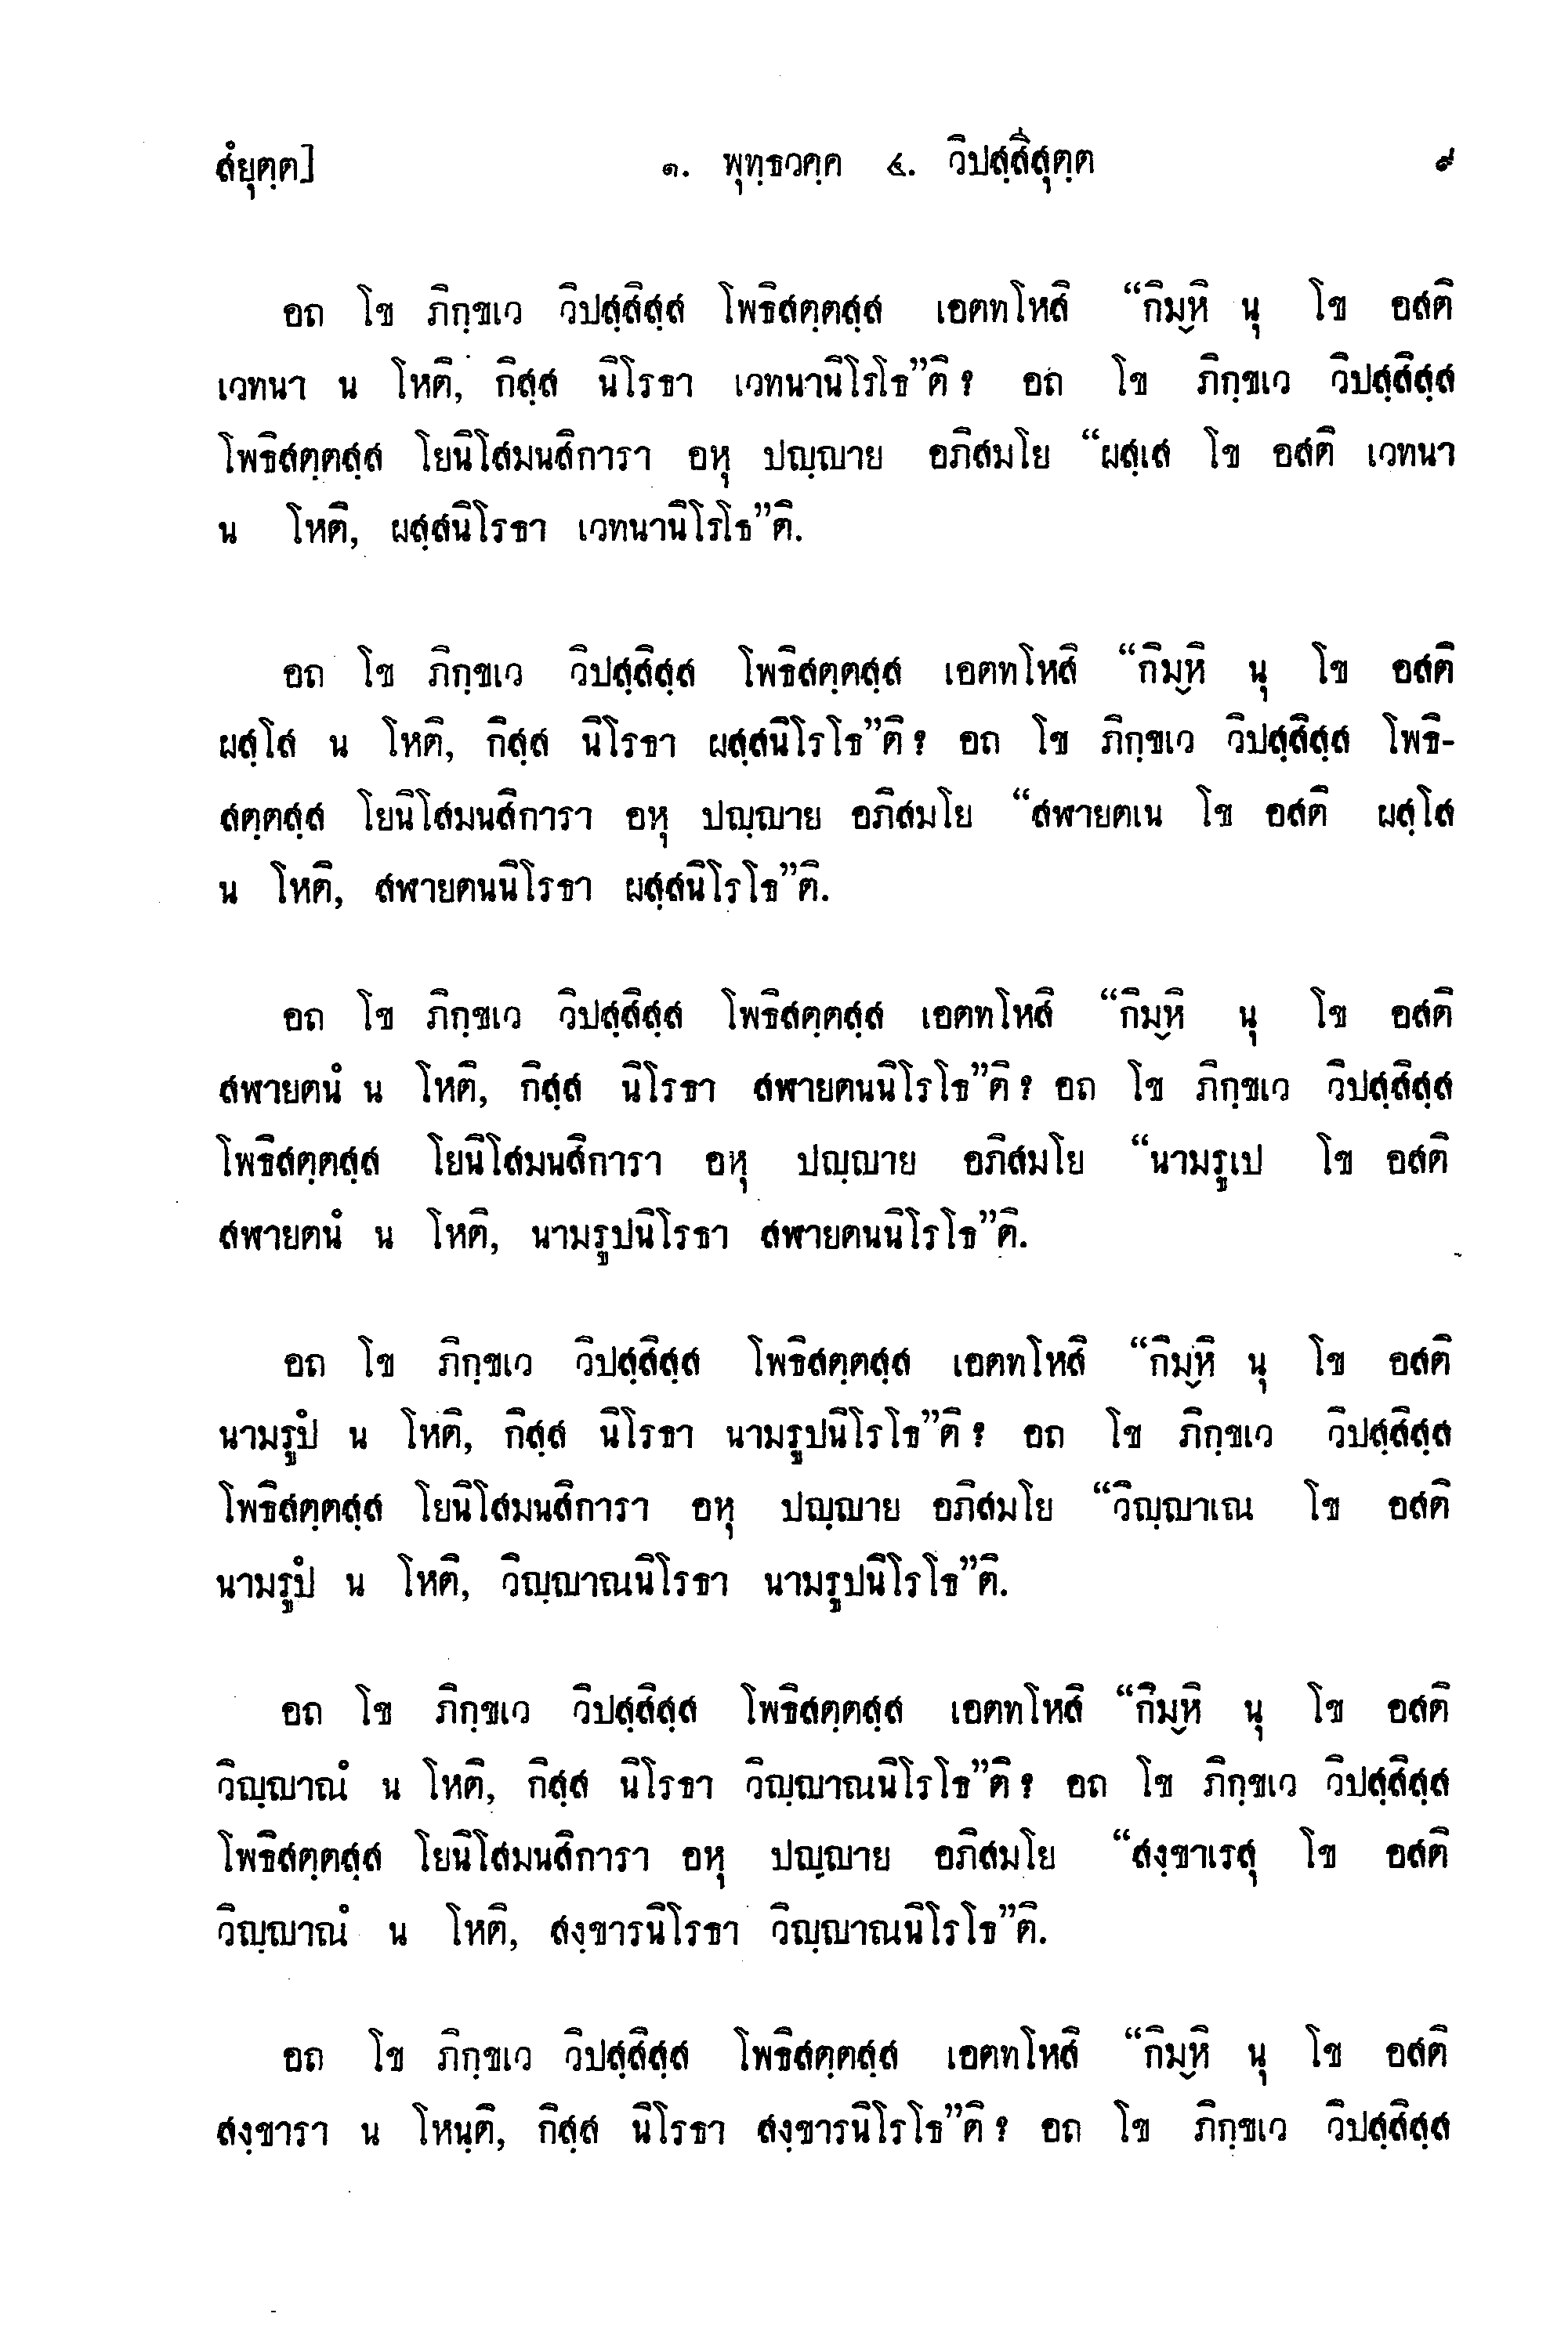 สํยุตฺต]	๑. พุทฺธวคฺค ๔. วิปสฺสิ่สุตฺต	๙
อถ โข ภิกฺขเว วิปสฺสิสฺส โพธิสตฺตสฺส เอตทโหสิ “กิมฺหิ นุ โข อสติ
เวทนา น โหติ, กิสฺส นิโรธา เวทนานิโรโธ”ติ ? อถ โข ภิกฺขเว วิปสฺสิสฺส
โพธิสตฺตสฺส โยนิโสมนสิการา อหุ ปญฺญาย อภิสมโย “ผสฺเส โข อสติ เวทนา
น โหติ, ผสฺสนิโรธา เวทนานิโรโธ”ติ.
อถ โข ภิกฺขเว วิปสฺสิสฺส โพธิสตฺตสฺส เอตทโหสิ “กิมฺหิ นุ โข อสติ
ผสฺโส น โหติ, กิสฺส นิโรธา ผสฺสนิโรโธ”ติ ? อถ โข ภิกฺขเว วิปสฺสิสฺส โพธิ-
สตฺตสฺส โยนิโสมนสิการา อหุ ปญฺญาย อภิสมโย “สฬายตเน โข อสติ ผสฺโส
น โหติ, สฬายตนนิโรธา ผสฺสนิโรโธ”ติ.
อถ โข ภิกฺขเว วิปสฺสิสฺส โพธิสตฺตสฺส เอตทโหสิ “กิมฺหิ นุ โข อสติ
สฬายตนํ น โหติ, กิสฺส นิโรธา สฬายตนนิโรโธ”ติ ? อถ โข ภิกฺขเว วิปสฺสิสฺส
โพธิสตฺตสฺส โยนิโสมนสิการา อหุ ปญฺญาย อภิสมโย “นามรูเป โข อสติ
สฬายตนํ น โหติ, นามรูปนิโรธา สฬายตนนิโรโธ”ติ.
อถ โข ภิกฺขเว วิปสฺสิสฺส โพธิสตฺตสฺส เอตทโหสิ “กิมฺหิ นุ โข อสติ
นามรูปํ น โหติ, กิสฺส นิโรธา นามรูปนิโรโธ”ติ ? อถ โข ภิกฺขเว วิปสฺสิสฺส
โพธิสตฺตสฺส โยนิโสมนสิการา อหุ ปญฺญาย อภิสมโย “วิญฺญาเณ โข อสติ
นามรูปํ น โหติ, วิญฺญาณนิโรธา นามรูปนิโรโธ”ติ.
อถ โข ภิกฺขเว วิปสฺสิสฺส โพธิสตฺตสฺส เอตทโหสิ “กิมฺหิ นุ โข อสติ
วิญฺญาณํ น โหติ, กิสฺส นิโรธา วิญฺญาณนิโรโธ”ติ ? อถ โข ภิกฺขเว วิปสฺสิสฺส
โพธิสตฺตสฺส โยนิโสมนสิการา อหุ ปญฺญาย อภิสมโย “สงฺขาเรสุ โข อสติ
วิญฺญาณํ น โหติ, สงฺขารนิโรธา วิญฺญาณนิโรโธ”ติ.
อถ โข ภิกฺขเว วิปสฺสิสฺส โพธิสตฺตสฺส เอตทโหสิ “กิมฺหิ นุ โข อสติ
สงฺขารา น โหนฺติ, กิสฺส นิโรธา สงฺขารนิโรโธ”ติ ? อถ โข ภิกฺขเว วิปสฺสิสฺส